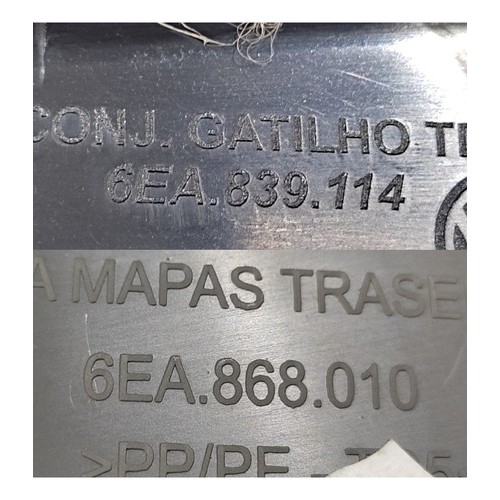 CONJ. GATILHO T
6EA.839.114
A MAPAS TRASE
6EA.868.010
>PP/PE - T